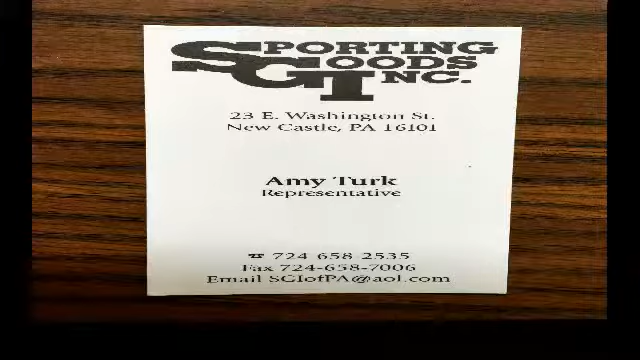 SPORTING
GOODS
INC.
23 E. Washington St.
New Castle, PA 16101
Amy Turk
Representative
☎ 724 658 2535
Fax 724-658-7006
Email SGIofPA@aol.com